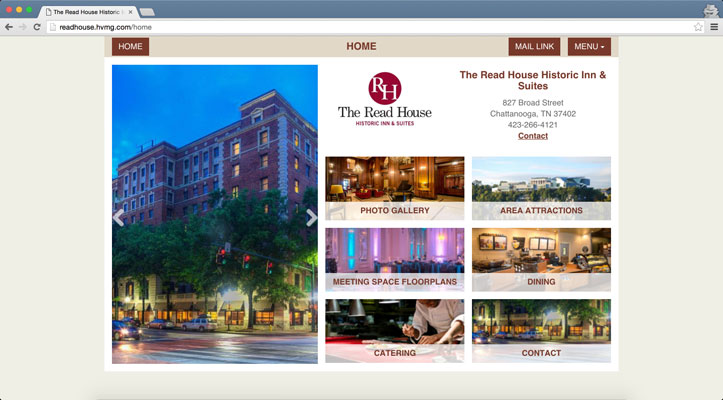 The Read House Historic I
readhouse.hvmg.com/home
HOME
HOME
MAIL LINK
MENU
RH
The Read House
HISTORIC INN & SUITES
The Read House Historic Inn &
Suites
827 Broad Street
Chattanooga, TN 37402
423-266-4121
Contact
PHOTO GALLERY
AREA ATTRACTIONS
MEETING SPACE FLOORPLANS
DINING
CATERING
CONTACT